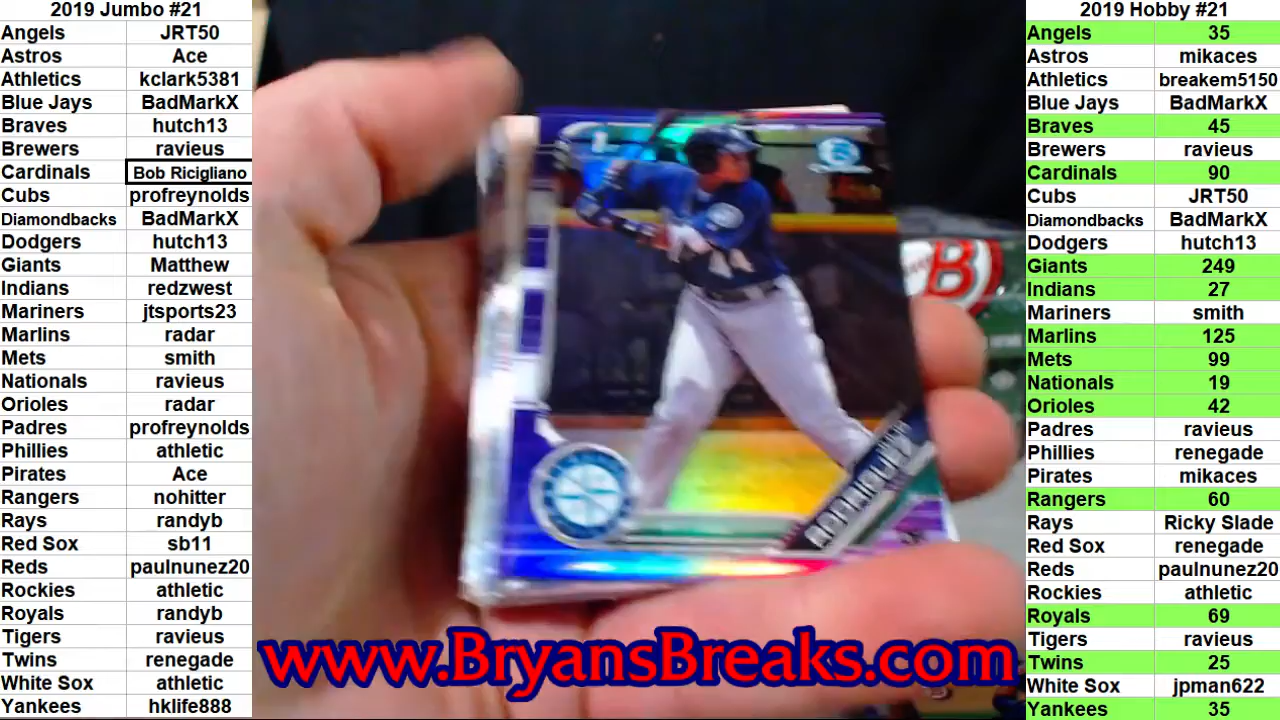 2019 Jumbo #21
Angels JRT50
Astros Ace
Athletics kclark5381
Blue Jays BadMarkX
Braves hutch13
Brewers ravieus
Cardinals Bob Ricigliano
Cubs profreynolds
Diamondbacks BadMarkX
Dodgers hutch13
Giants Matthew
Indians redzwest
Mariners jtsports23
Marlins radar
Mets smith
Nationals ravieus
Orioles radar
Padres profreynolds
Phillies athletic
Pirates Ace
Rangers nohitter
Rays randyb
Red Sox sb11
Reds paulnunez20
Rockies athletic
Royals randyb
Tigers ravieus
Twins renegade
White Sox athletic
Yankees hklife888
1st
B
B
www.BryansBreaks.com
2019 Hobby #21
Angels 35
Astros mikaces
Athletics breakem5150
Blue Jays BadMarkX
Braves 45
Brewers ravieus
Cardinals 90
Cubs JRT50
Diamondbacks BadMarkX
Dodgers hutch13
Giants 249
Indians 27
Mariners smith
Marlins 125
Mets 99
Nationals 19
Orioles 42
Padres ravieus
Phillies renegade
Pirates mikaces
Rangers 60
Rays Ricky Slade
Red Sox renegade
Reds paulnunez20
Rockies athletic
Royals 69
Tigers ravieus
Twins 25
White Sox jpman622
Yankees 35